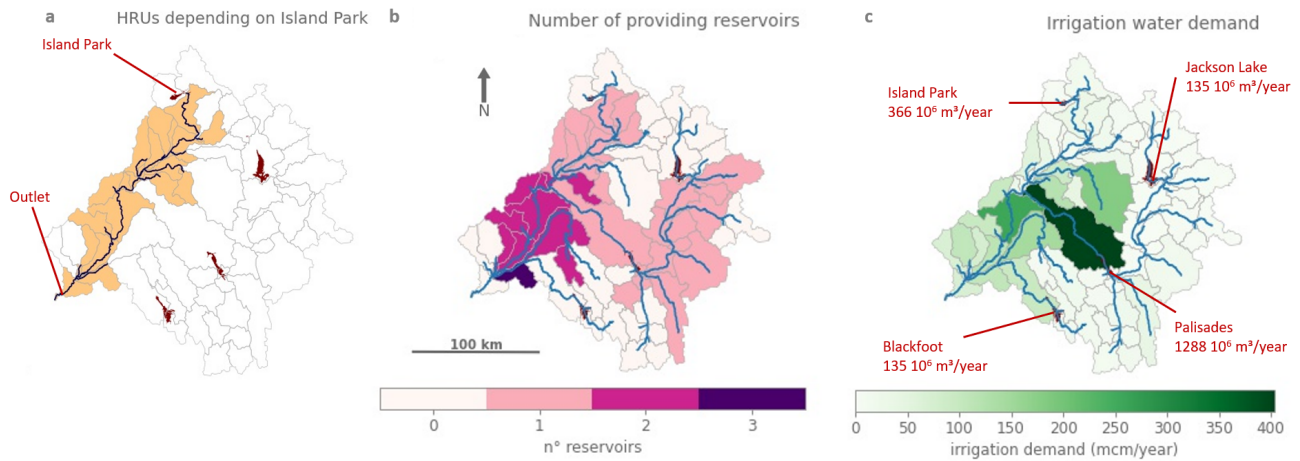 a
HRUs depending on Island Park
Island Park
Outlet
b
Number of providing reservoirs
N
100 km
0 1 2 3
n° reservoirs
c
Irrigation water demand
Jackson Lake
135 10⁶ m³/year
Island Park
366 10⁶ m³/year
Palisades
1288 10⁶ m³/year
Blackfoot
135 10⁶ m³/year
0 50 100 150 200 250 300 350 400
irrigation demand (mcm/year)